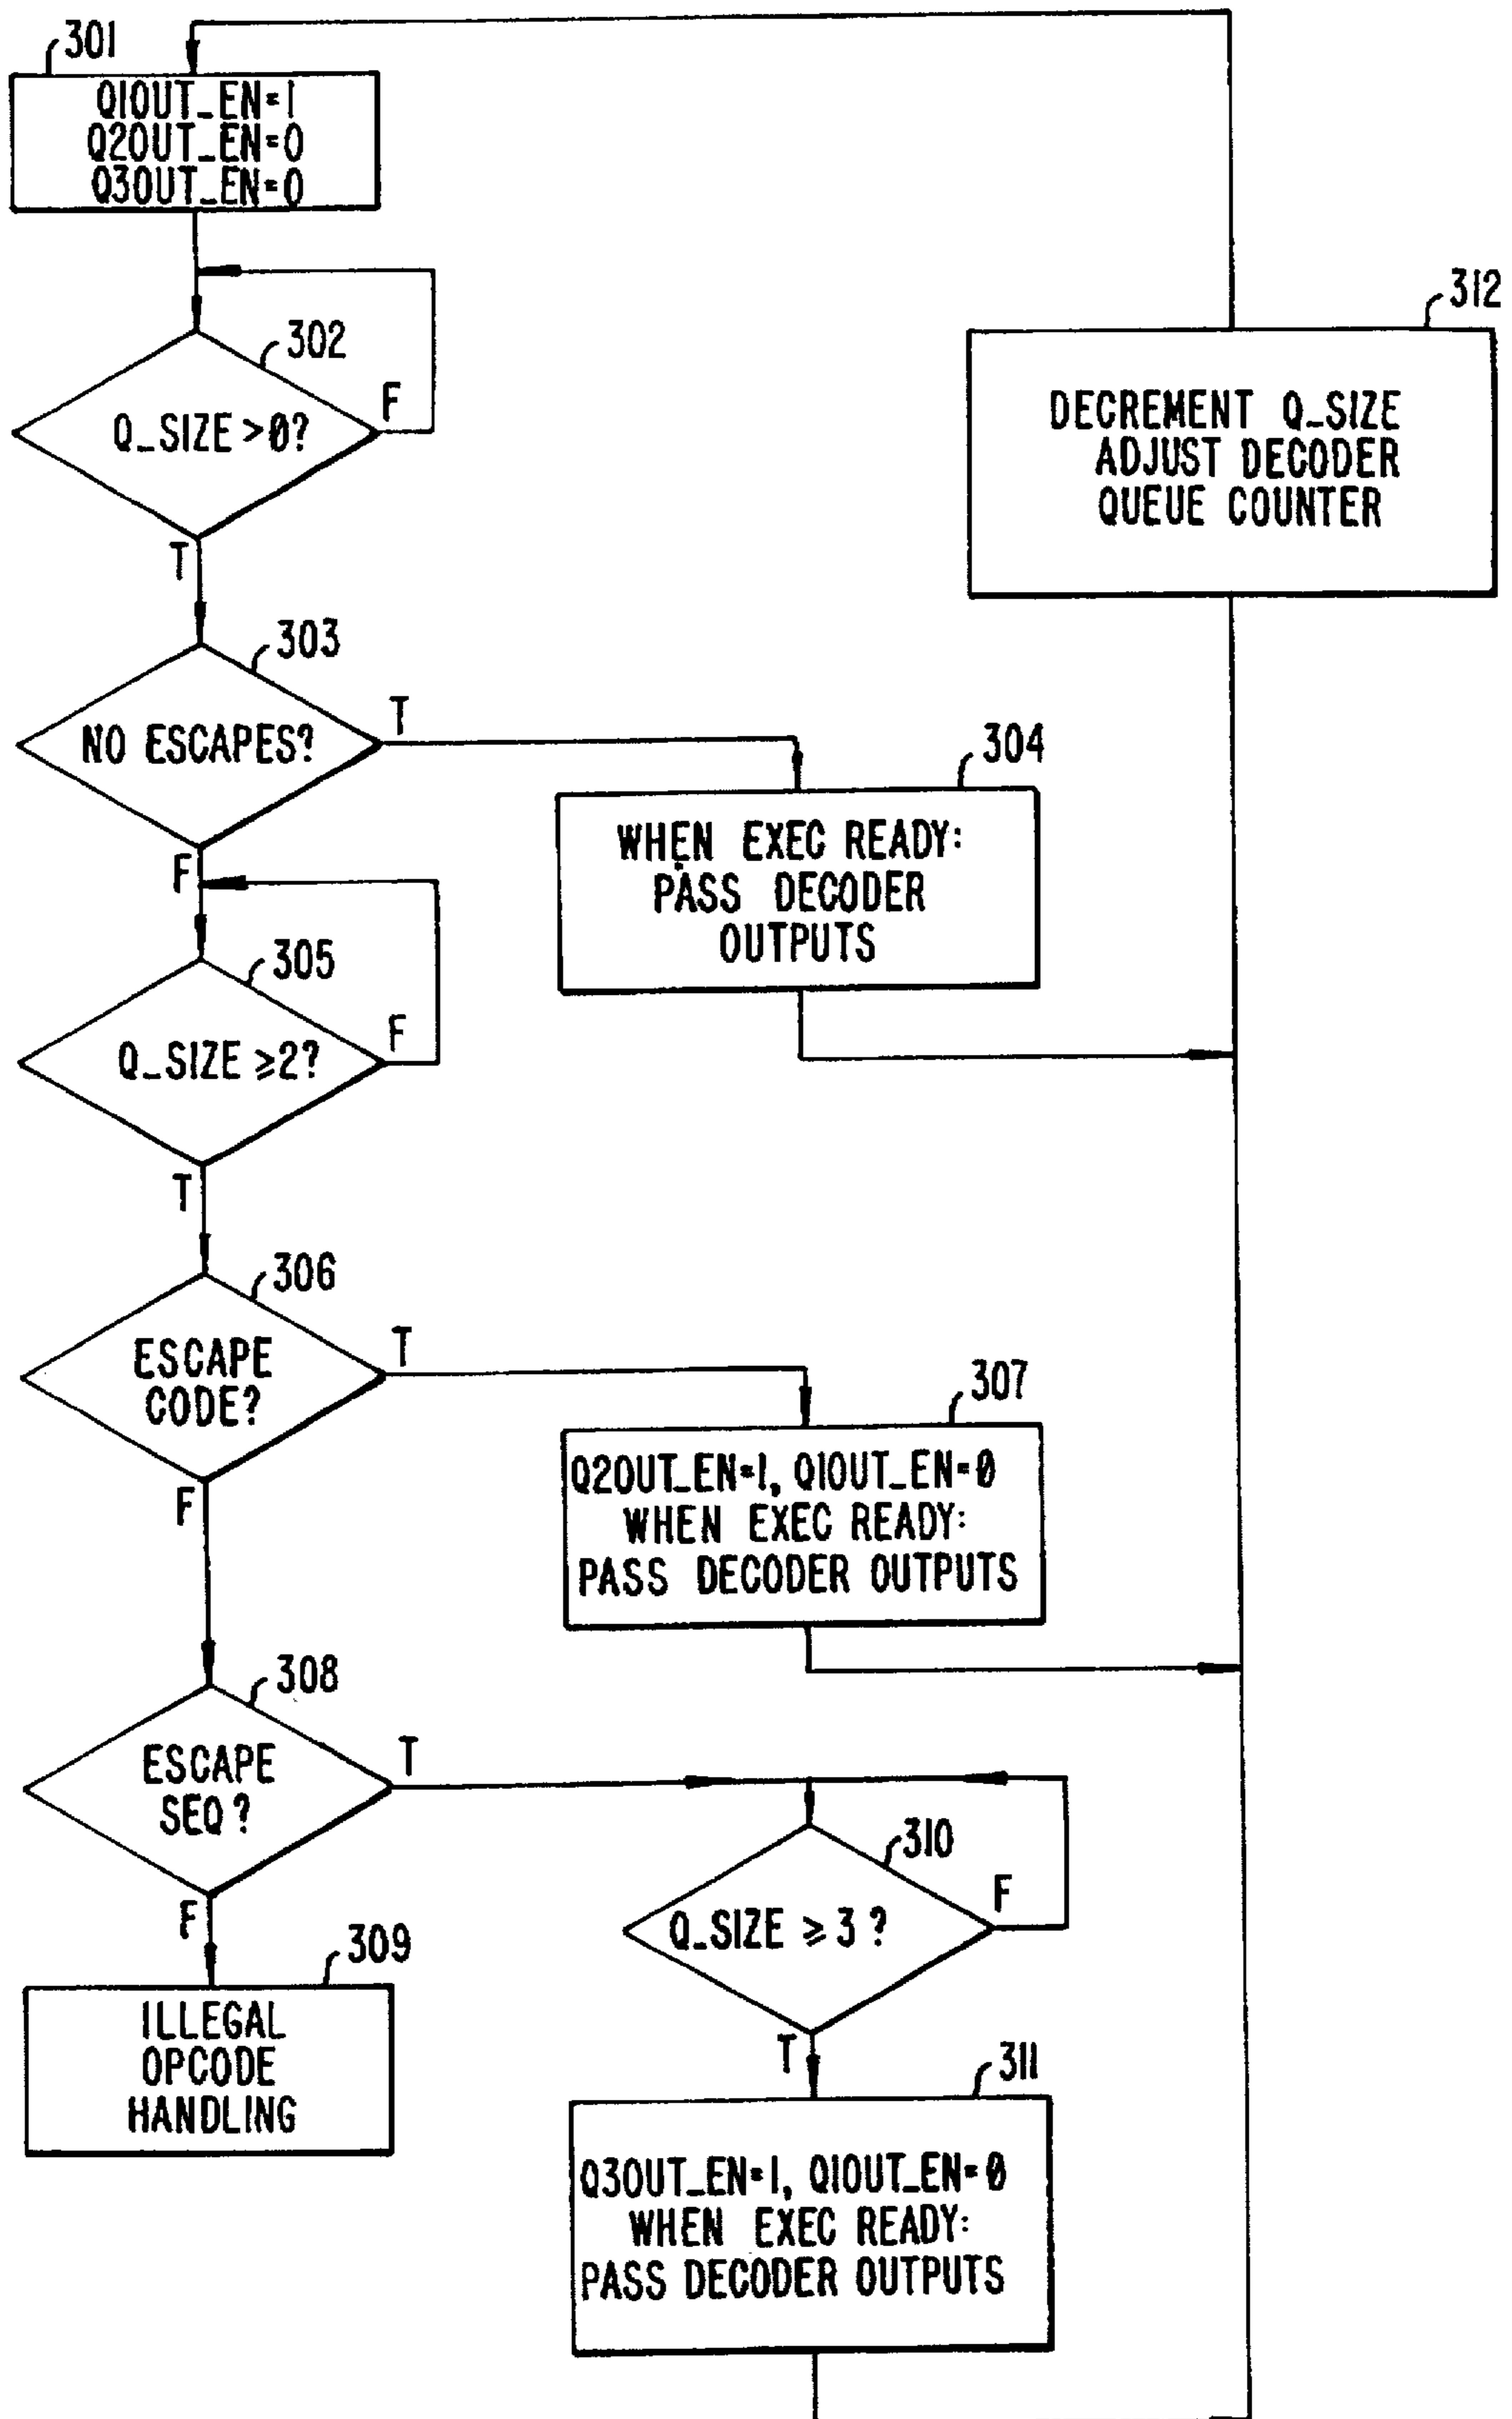 301
Q1OUT_EN=1
Q2OUT_EN=0
Q3OUT_EN=0
302
Q_SIZE >0?
F
T
312
DECREMENT Q_SIZE
ADJUST DECODER
QUEUE COUNTER
303
NO ESCAPES?
T
F
304
WHEN EXEC READY:
PASS DECODER
OUTPUTS
305
Q_SIZE ≥2?
F
T
306
ESCAPE
CODE?
T
F
307
Q2OUT_EN=1, Q1OUT_EN=0
WHEN EXEC READY:
PASS DECODER OUTPUTS
308
ESCAPE
SEQ?
T
F
309
ILLEGAL
OPCODE
HANDLING
310
Q_SIZE ≥ 3 ?
F
T
311
Q3OUT_EN=1, Q1OUT_EN=0
WHEN EXEC READY:
PASS DECODER OUTPUTS